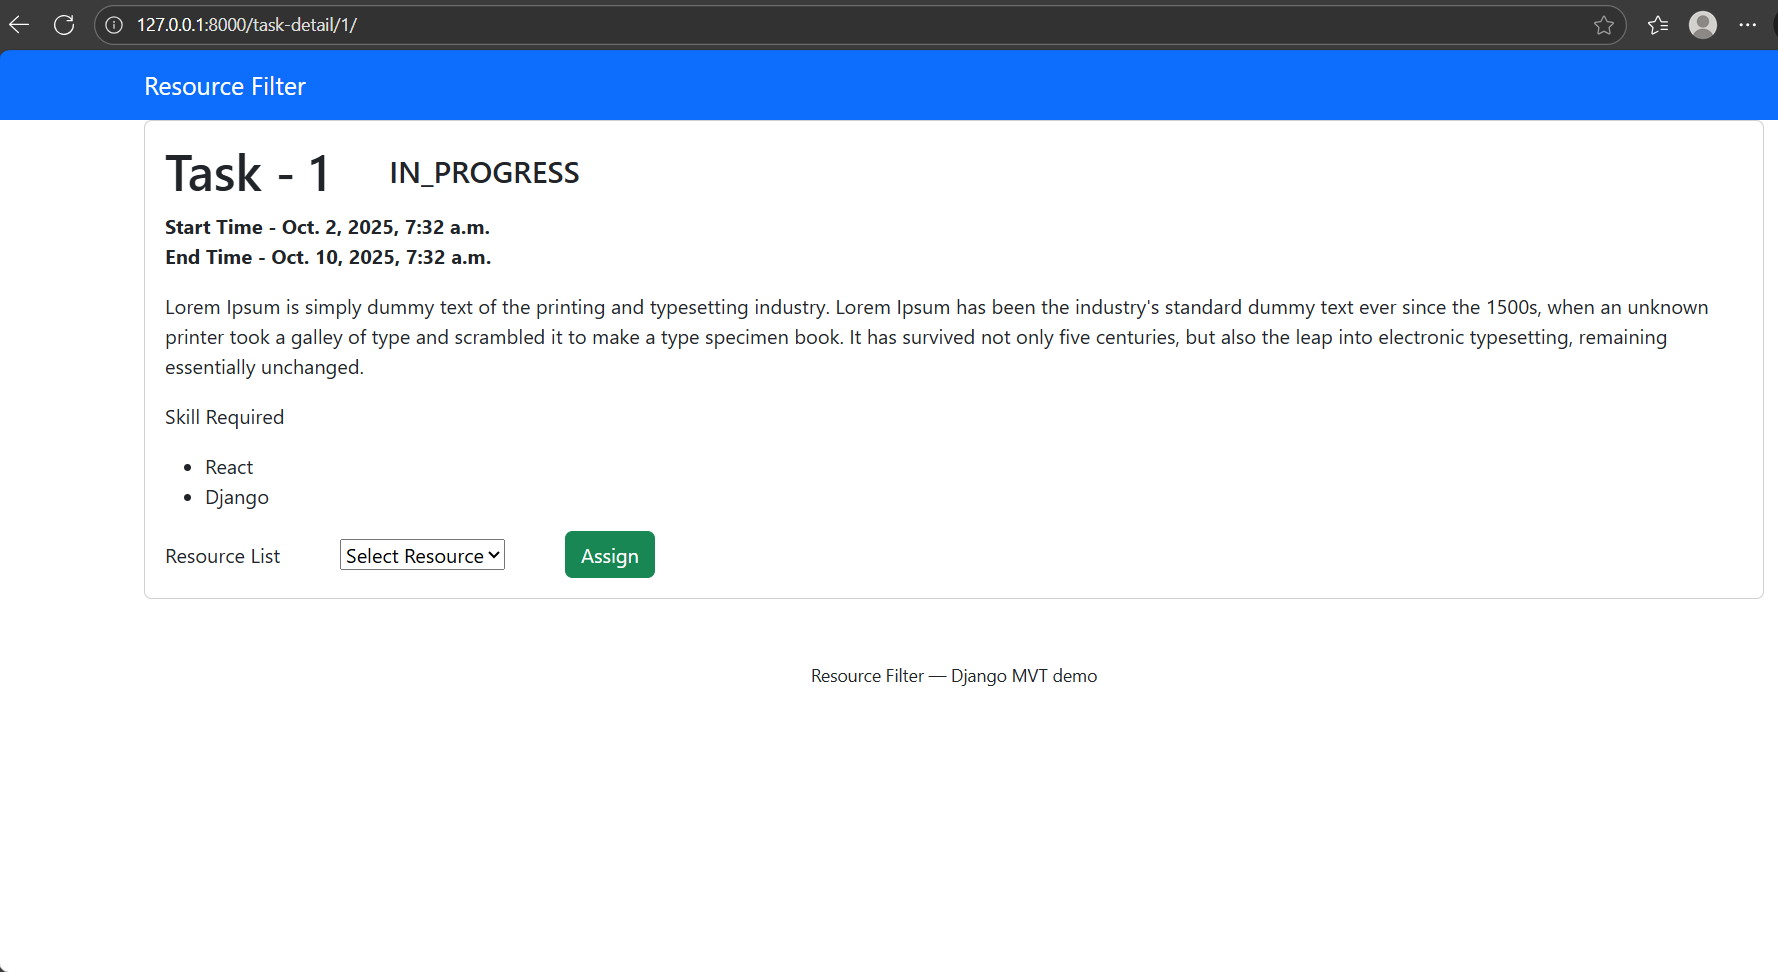 127.0.0.1:8000/task-detail/1/
Resource Filter
Task - 1 IN_PROGRESS
Start Time - Oct. 2, 2025, 7:32 a.m.
End Time - Oct. 10, 2025, 7:32 a.m.
Lorem Ipsum is simply dummy text of the printing and typesetting industry. Lorem Ipsum has been the industry's standard dummy text ever since the 1500s, when an unknown
printer took a galley of type and scrambled it to make a type specimen book. It has survived not only five centuries, but also the leap into electronic typesetting, remaining
essentially unchanged.
Skill Required
React
Django
Resource List Select Resource Assign
Resource Filter — Django MVT demo